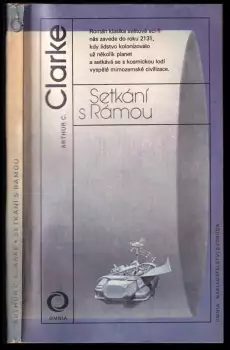 ARTHUR C. CLARKE • SETKÁNÍ S RÁMOU
ARTHUR C.
Clarke
Román klasika světové sci-fi
nás zavede do roku 2131,
kdy lidstvo kolonizovalo
už několik planet
a setkává se s kosmickou lodí
vyspělé mimozemské civilizace.
Setkání
s Rámou
OMNIA